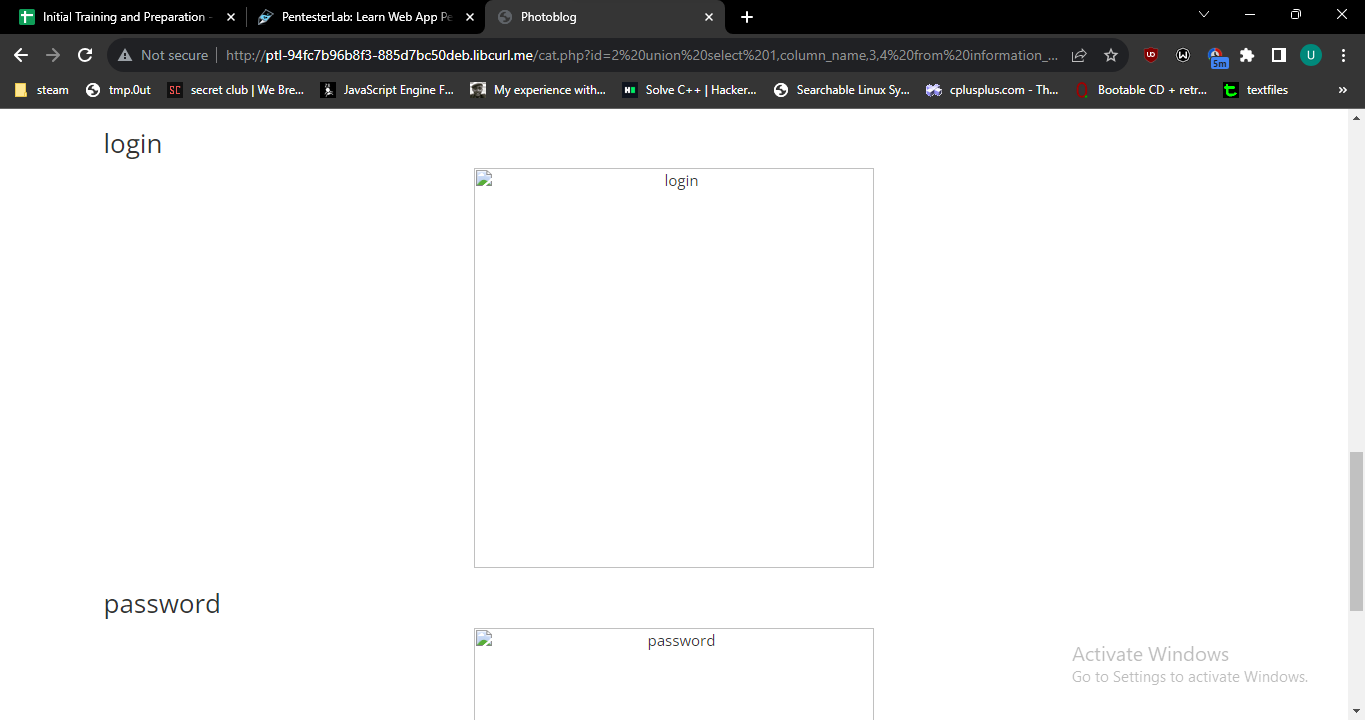 Initial Training and Preparation -
PentesterLab: Learn Web App Pe
Photoblog
Not secure
http://ptl-94fc7b96b8f3-885d7bc50deb.libcurl.me/cat.php?id=2%20union%20select%201,column_name,3,4%20from%20information_...
UD
5m
U
steam
tmp.0ut
SC
secret club | We Bre...
JavaScript Engine F...
My experience with...
Solve C++ | Hacker...
Searchable Linux Sy...
cplusplus.com - Th...
Bootable CD + retr...
textfiles
»
login
login
password
password
Activate Windows
Go to Settings to activate Windows.